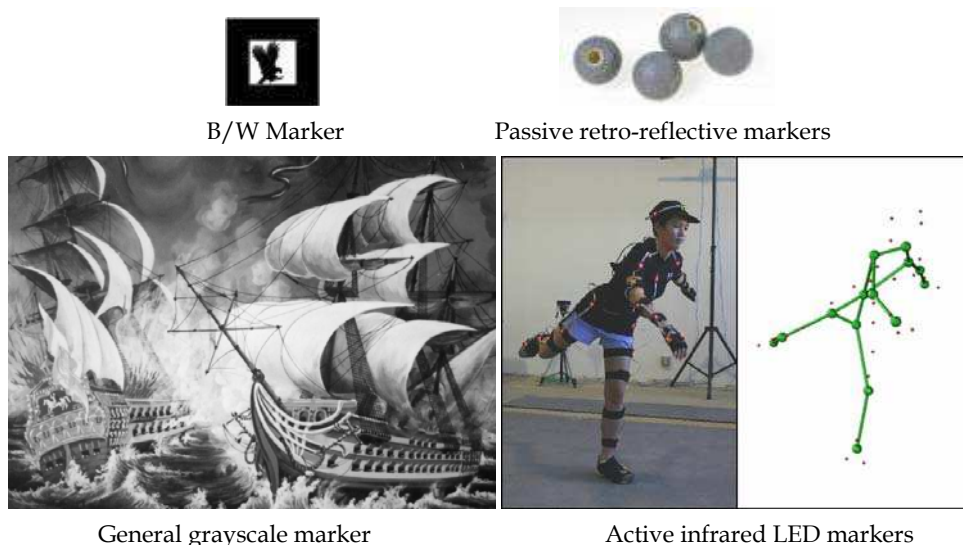 B/W Marker
Passive retro-reflective markers
General grayscale marker
Active infrared LED markers